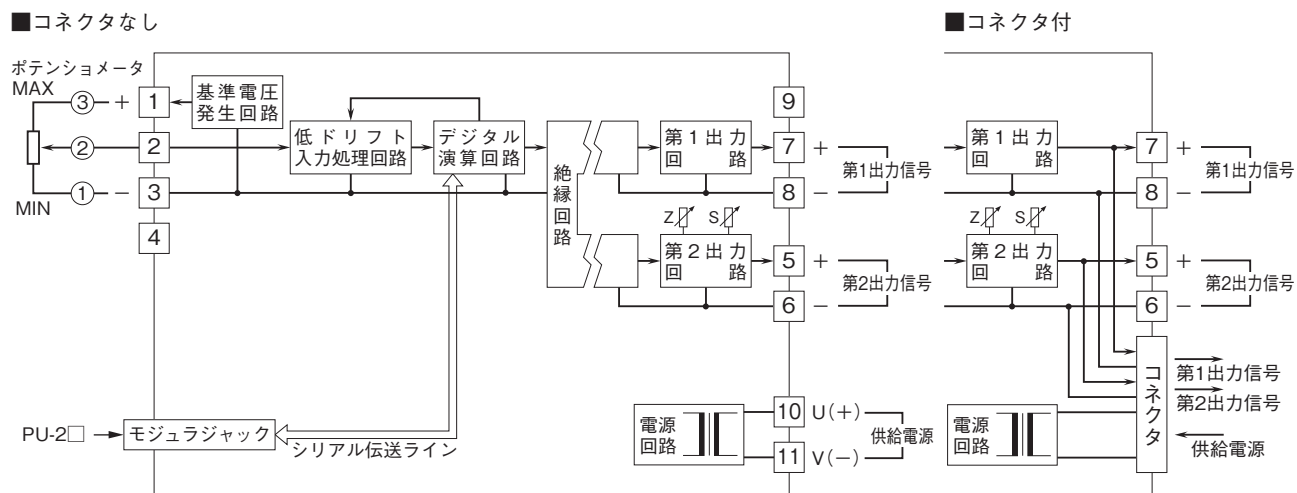 ■コネクタなし
ポテンショメータ
MAX
③ +
②
① −
MIN
1
2
3
4
基準電圧
発生回路
低ドリフト
入力処理回路
デジタル
演算回路
絶縁回路
第1出力
回路
Z S
第2出力
回路
9
7 +
8 −
第1出力信号
5 +
6 −
第2出力信号
PU-2□
モジュラジャック
シリアル伝送ライン
電源
回路
10 U(+)
11 V(−)
供給電源
■コネクタ付
第1出力
回路
Z S
第2出力
回路
7 +
8 −
第1出力信号
5 +
6 −
第2出力信号
コネクタ
第1出力信号
第2出力信号
供給電源
電源
回路